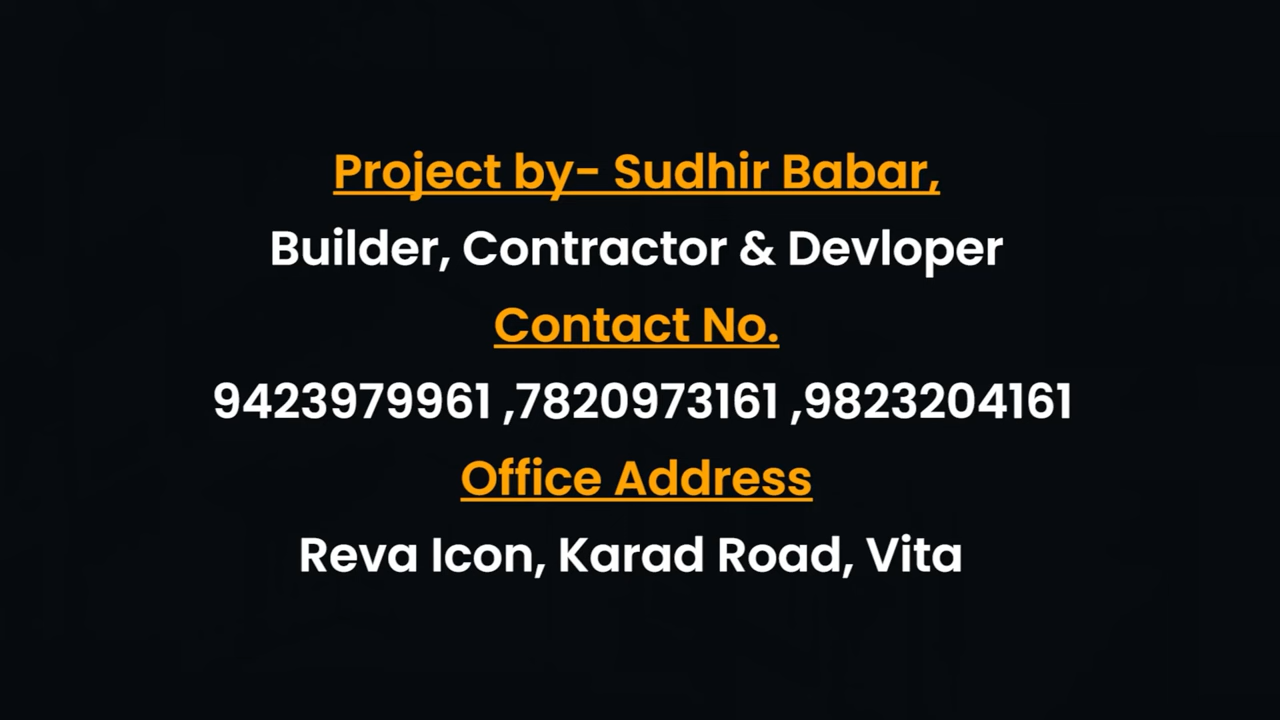 Project by- Sudhir Babar,
Builder, Contractor & Devloper
Contact No.
9423979961 ,7820973161 ,9823204161
Office Address
Reva Icon, Karad Road, Vita